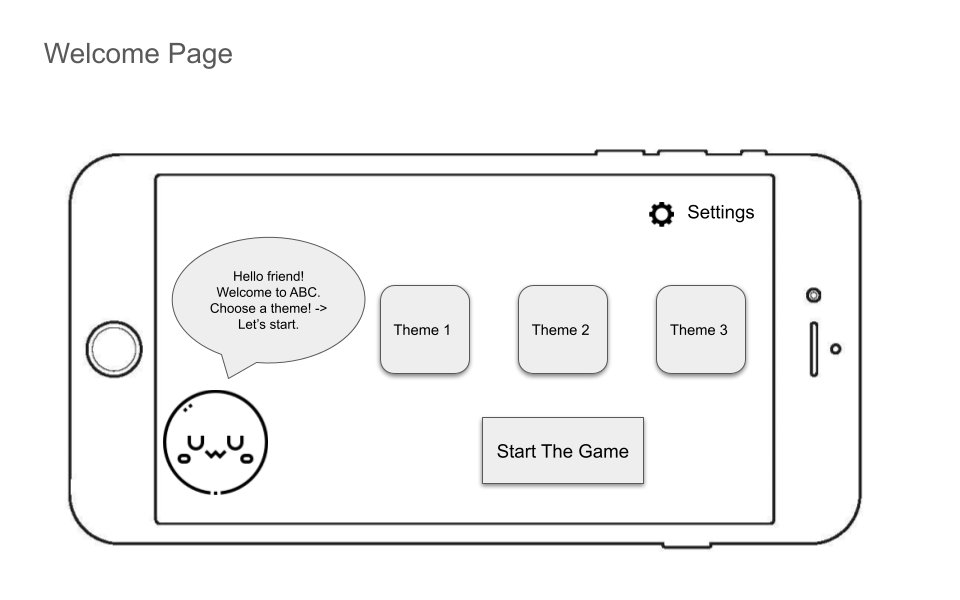 Welcome Page
Settings
Hello friend!
Welcome to ABC.
Choose a theme! ->
Let’s start.
Theme 1
Theme 2
Theme 3
Start The Game